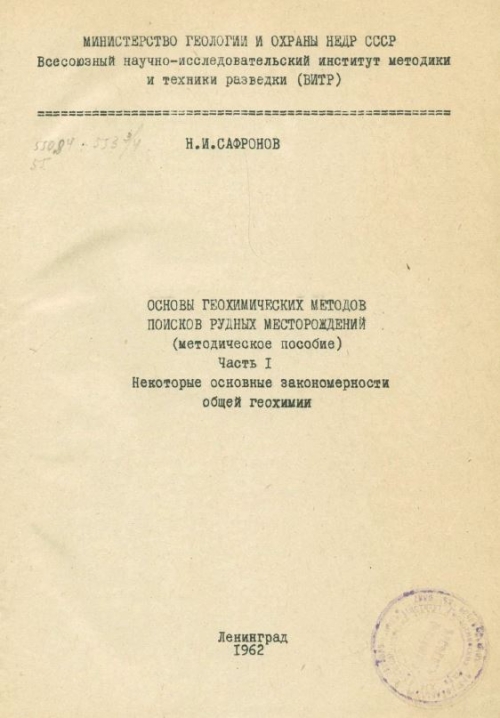 МИНИСТЕРСТВО ГЕОЛОГИИ И ОХРАНЫ НЕДР СССР
Всесоюзный научно-исследовательский институт методики
и техники разведки (ВИТР)
Н.И.САФРОНОВ
ОСНОВЫ ГЕОХИМИЧЕСКИХ МЕТОДОВ
ПОИСКОВ РУДНЫХ МЕСТОРОЖДЕНИЙ
(методическое пособие)
Часть I
Некоторые основные закономерности
общей геохимии
Ленинград
1962